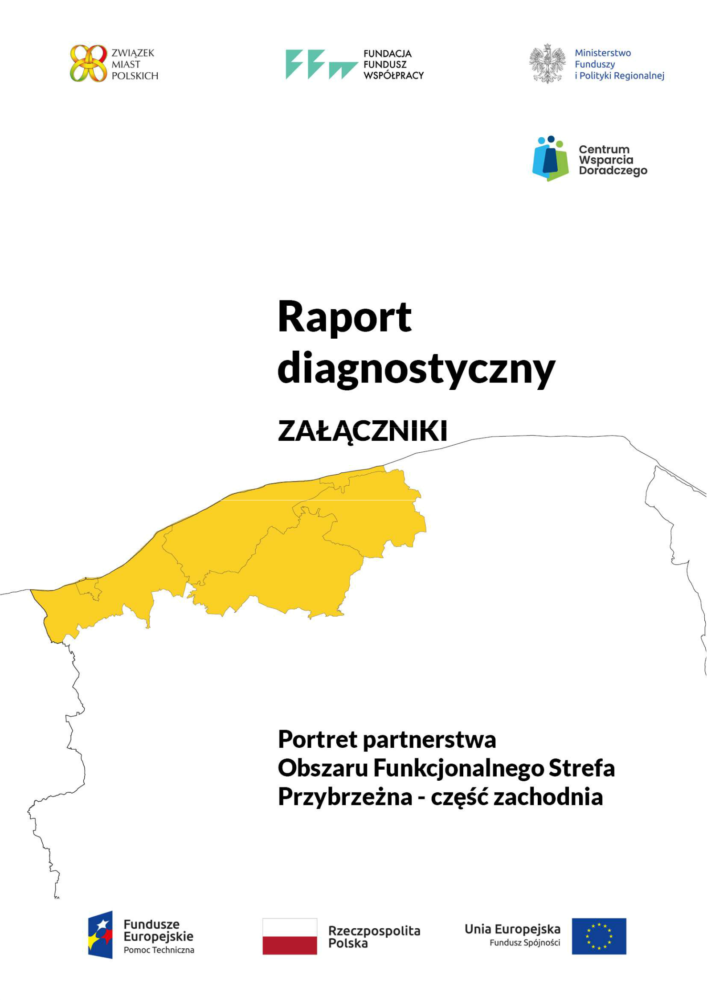 ZWIĄZEK
MIAST
POLSKICH
FUNDACJA
FUNDUSZ
WSPÓŁPRACY
Ministerstwo
Funduszy
i Polityki Regionalnej
Centrum
Wsparcia
Doradczego
Raport
diagnostyczny
ZAŁĄCZNIKI
Portret partnerstwa
Obszaru Funkcjonalnego Strefa
Przybrzeżna - część zachodnia
Fundusze
Europejskie
Pomoc Techniczna
Rzeczpospolita
Polska
Unia Europejska
Fundusz Spójności